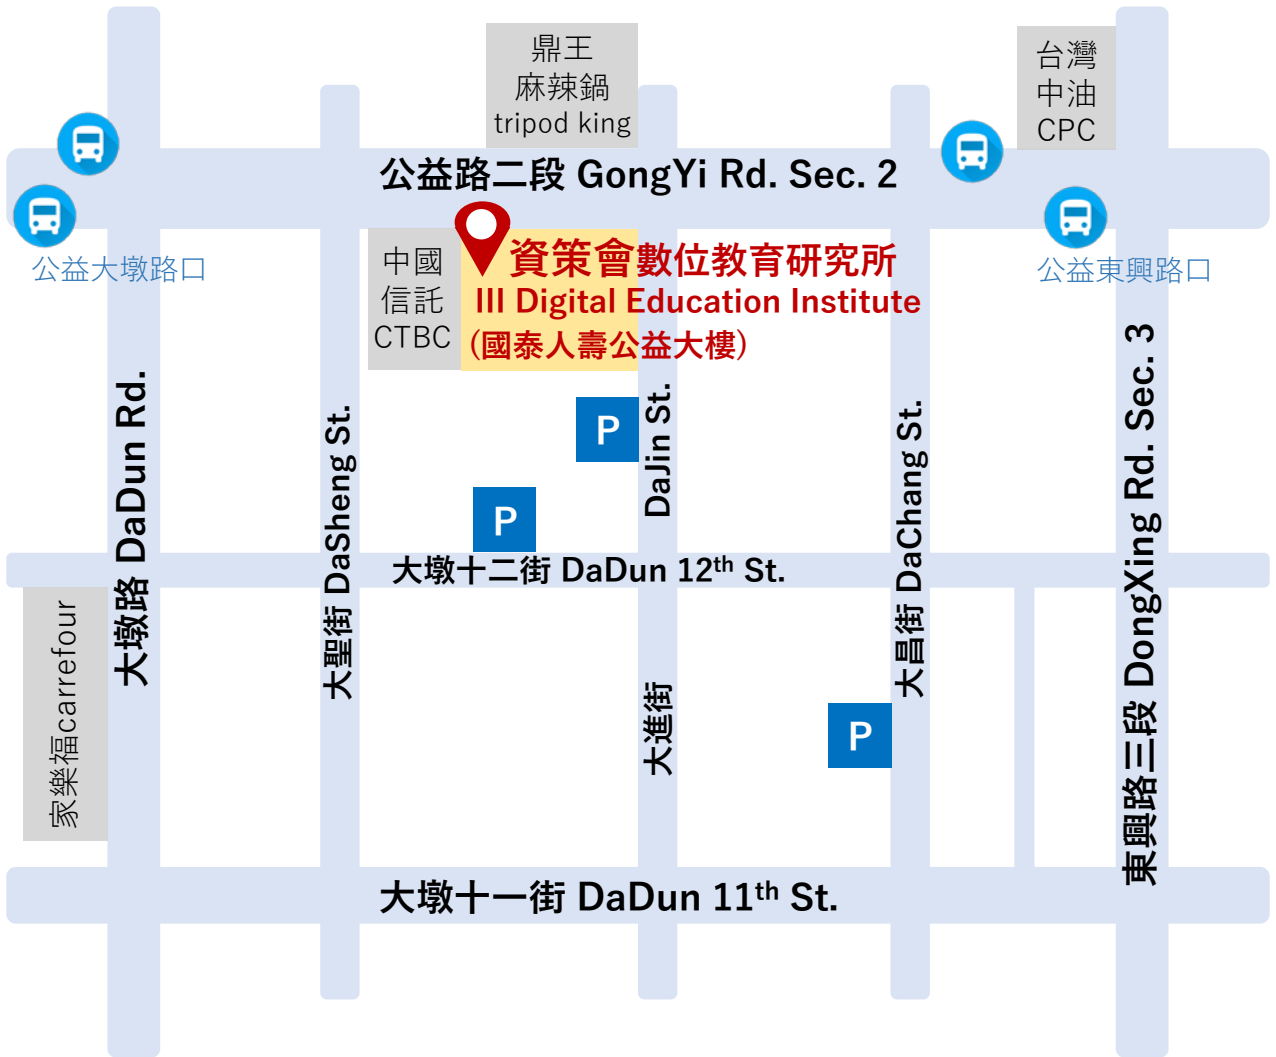 鼎王
麻辣鍋
tripod king
台灣
中油
CPC
公益路二段 GongYi Rd. Sec. 2
公益大墩路口
中國
信託
CTBC
資策會數位教育研究所
III Digital Education Institute
(國泰人壽公益大樓)
公益東興路口
大墩路 DaDun Rd.
大聖街 DaSheng St.
P
DaJin St.
大進街
大昌街 DaChang St.
東興路三段 DongXing Rd. Sec. 3
P
大墩十二街 DaDun 12th St.
家樂福carrefour
P
大墩十一街 DaDun 11th St.